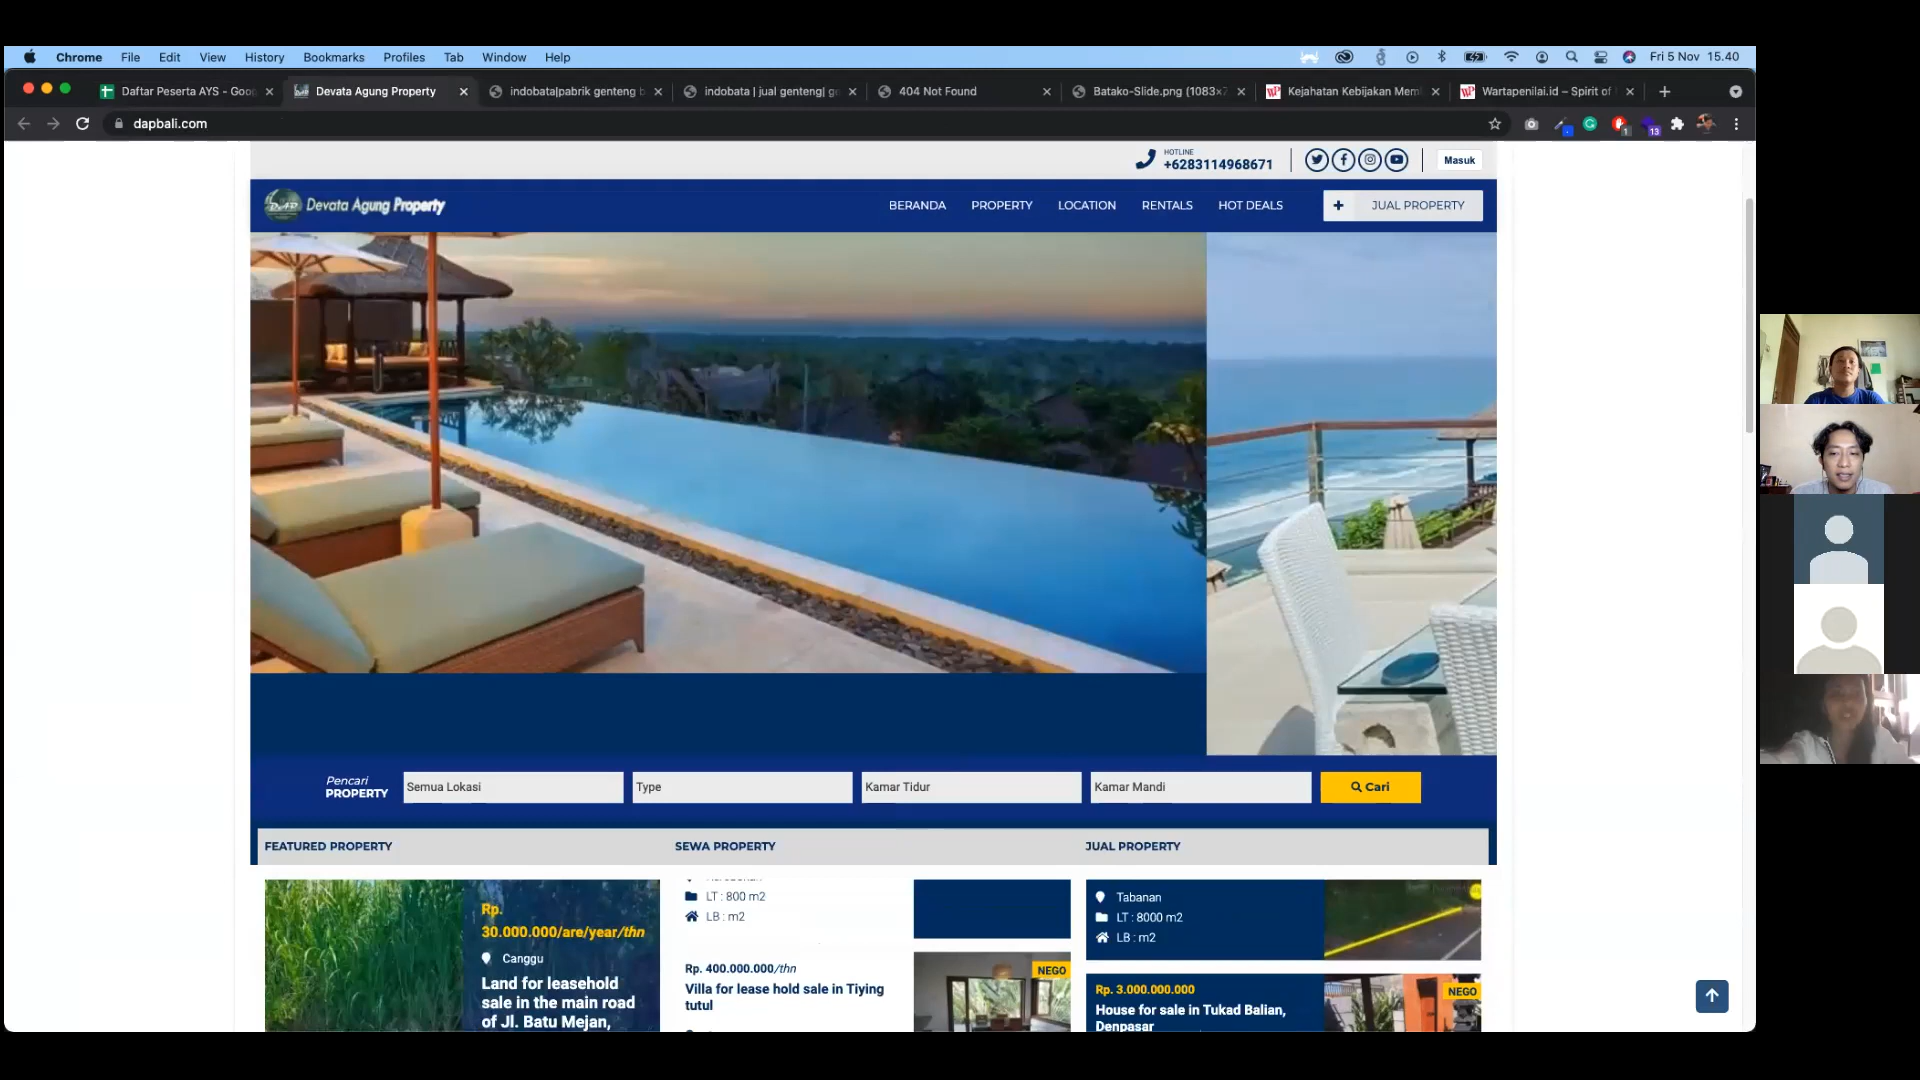 Chrome File Edit View History Bookmarks Profiles Tab Window Help Fri 5 Nov 15.40
Daftar Peserta AYS - Goo
Devata Agung Property
indobata|pabrik genteng b
indobata | jual genteng| g
404 Not Found
Batako-Slide.png (1083×7
Kejahatan Kebijakan Mem
Wartapenilai.id – Spirit of
dapbali.com
1
13
HOTLINE
+6283114968671
Masuk
DAP
Devata Agung Property
BERANDA PROPERTY LOCATION RENTALS HOT DEALS
JUAL PROPERTY
Pencari
PROPERTY
Semua Lokasi
Type
Kamar Tidur
Kamar Mandi
Cari
FEATURED PROPERTY
SEWA PROPERTY
JUAL PROPERTY
Rp.
30.000.000/are/year/thn
Canggu
Land for leasehold
sale in the main road
of Jl. Batu Mejan,
LT : 800 m2
LB : m2
Rp. 400.000.000/thn
Villa for lease hold sale in Tiying
tutul
NEGO
Tabanan
LT : 8000 m2
LB : m2
Rp. 3.000.000.000
House for sale in Tukad Balian,
Denpasar
NEGO